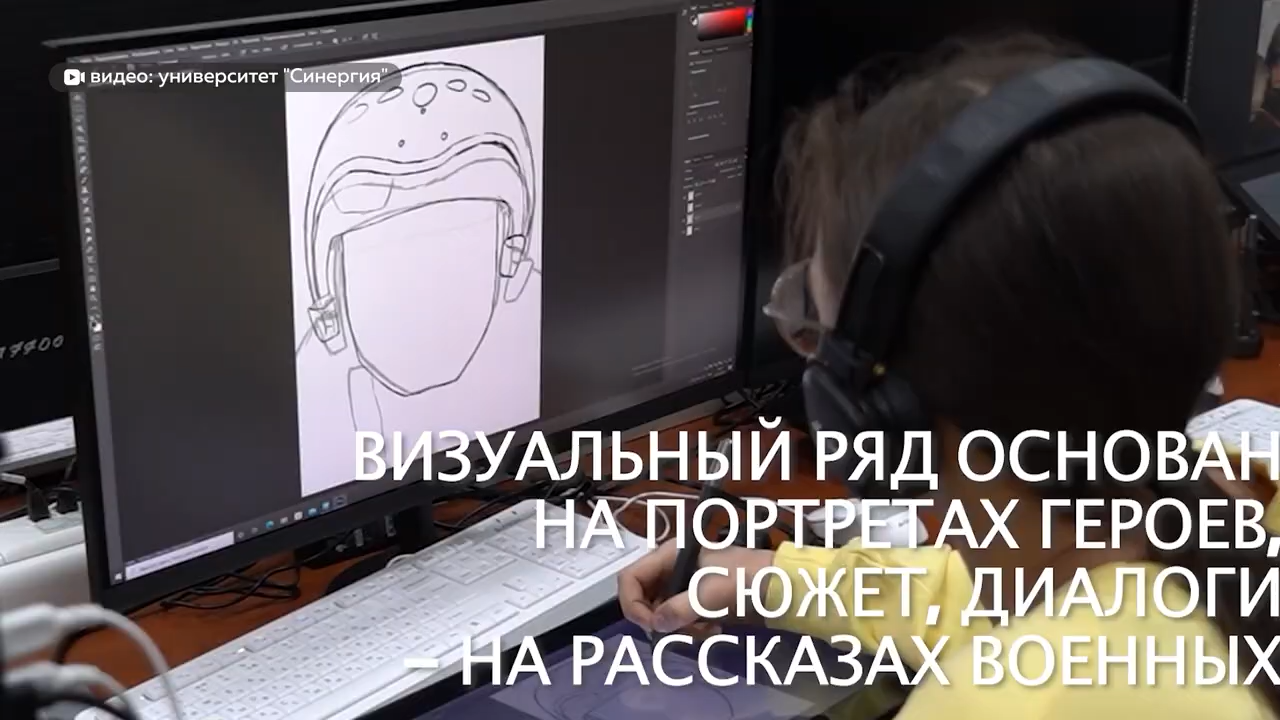 видео: университет "Синергия"
ВИЗУАЛЬНЫЙ РЯД ОСНОВАН
НА ПОРТРЕТАХ ГЕРОЕВ,
СЮЖЕТ, ДИАЛОГИ
– НА РАССКАЗАХ ВОЕННЫХ